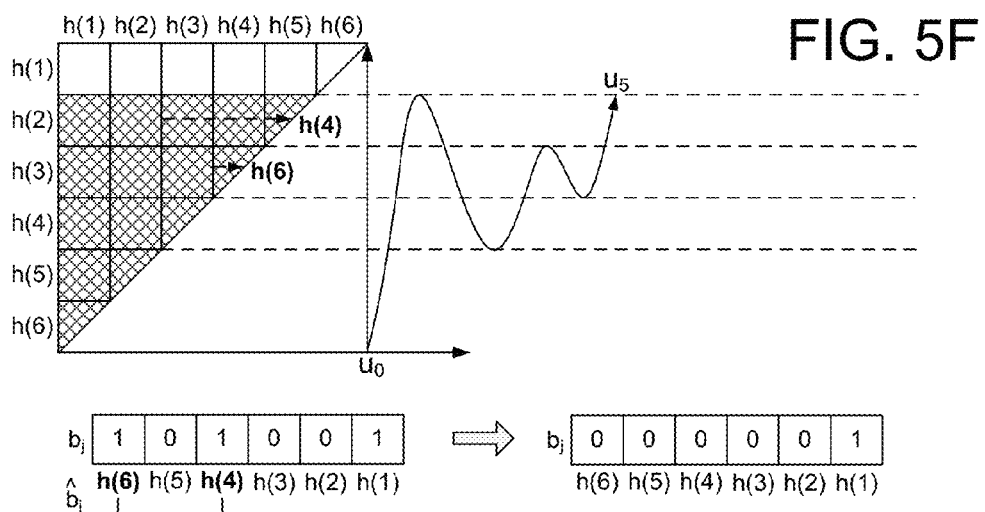 h(1) h(2) h(3) h(4) h(5) h(6)
FIG. 5F
h(1)
h(2)
h(3)
h(4)
h(5)
h(6)
h(4)
h(6)
u5
u0
bj 1 0 1 0 0 1
h(6) h(5) h(4) h(3) h(2) h(1)
b̂j
bj 0 0 0 0 0 1
h(6) h(5) h(4) h(3) h(2) h(1)